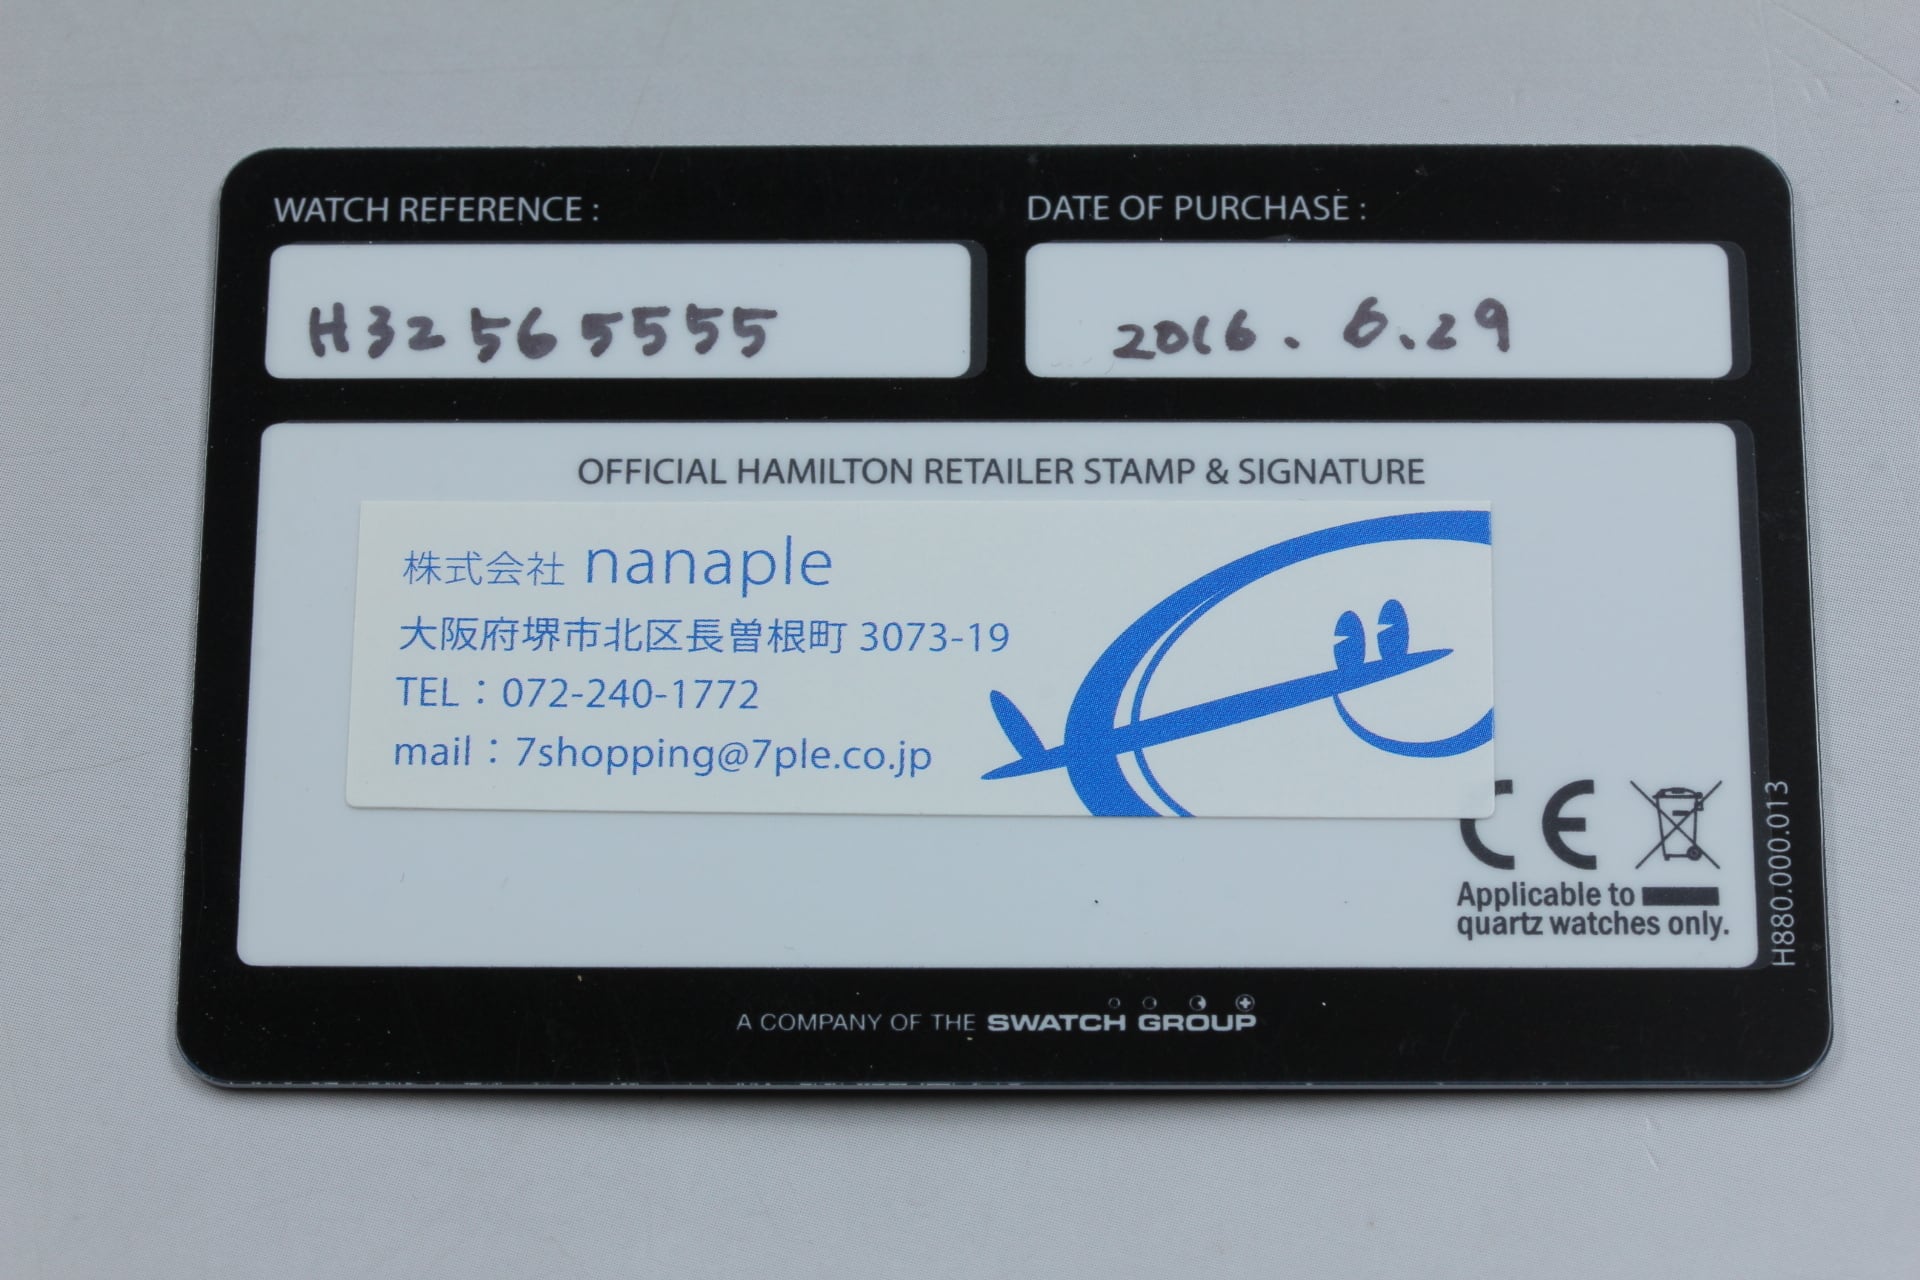 WATCH REFERENCE :
H32565555
DATE OF PURCHASE :
2016. 6.29
OFFICIAL HAMILTON RETAILER STAMP & SIGNATURE
株式会社 nanaple
大阪府堺市北区長曽根町 3073-19
TEL：072-240-1772
mail：7shopping@7ple.co.jp
CE
Applicable to
quartz watches only.
H880.000.013
A COMPANY OF THE SWATCH GROUP